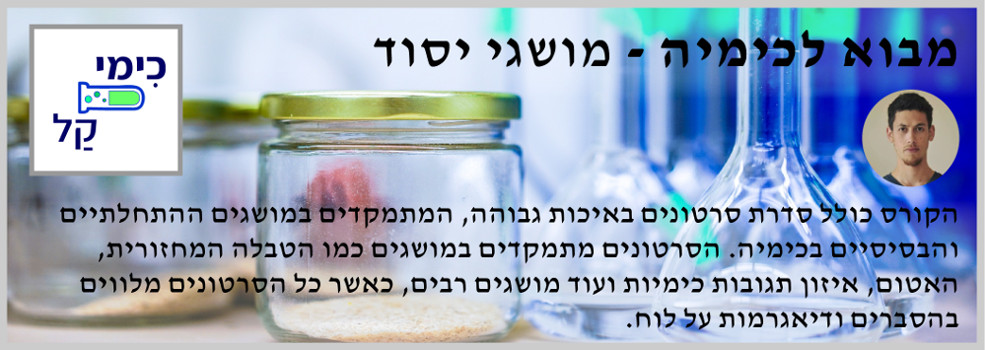 מבוא לכימיה - מושגי יסוד
כִימי
קַל
הקורס כולל סדרת סרטונים באיכות גבוהה, המתמקדים במושגים ההתחלתיים
והבסיסיים בכימיה. הסרטונים מתמקדים במושגים כמו הטבלה המחזורית,
האטום, איזון תגובות כימיות ועוד מושגים רבים, כאשר כל הסרטונים מלווים
בהסברים ודיאגרמות על לוח.